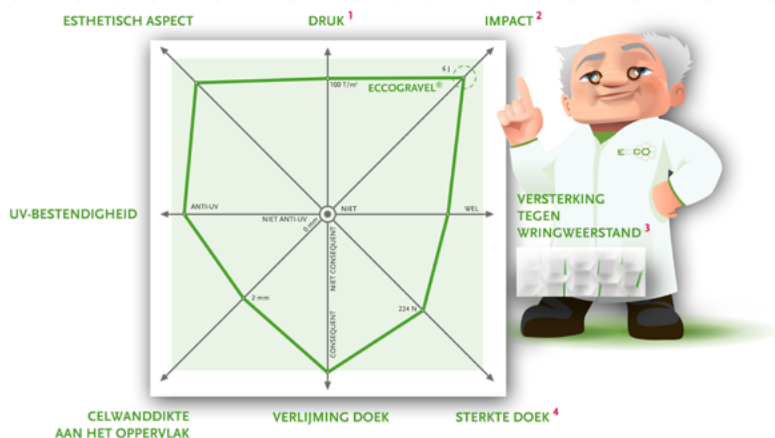 ESTHETISCH ASPECT
DRUK 1
IMPACT 2
6 J
100 T/m²
ECCOGRAVEL®
ECCO
UV-BESTENDIGHEID
ANTI-UV
NIET ANTI-UV
NIET
WEL
0 mm
VERSTERKING
TEGEN
WRINGWEERSTAND 3
NIET CONSEQUENT
2 mm
224 N
CONSEQUENT
CELWANDDIKTE
AAN HET OPPERVLAK
VERLIJMING DOEK
STERKTE DOEK 4